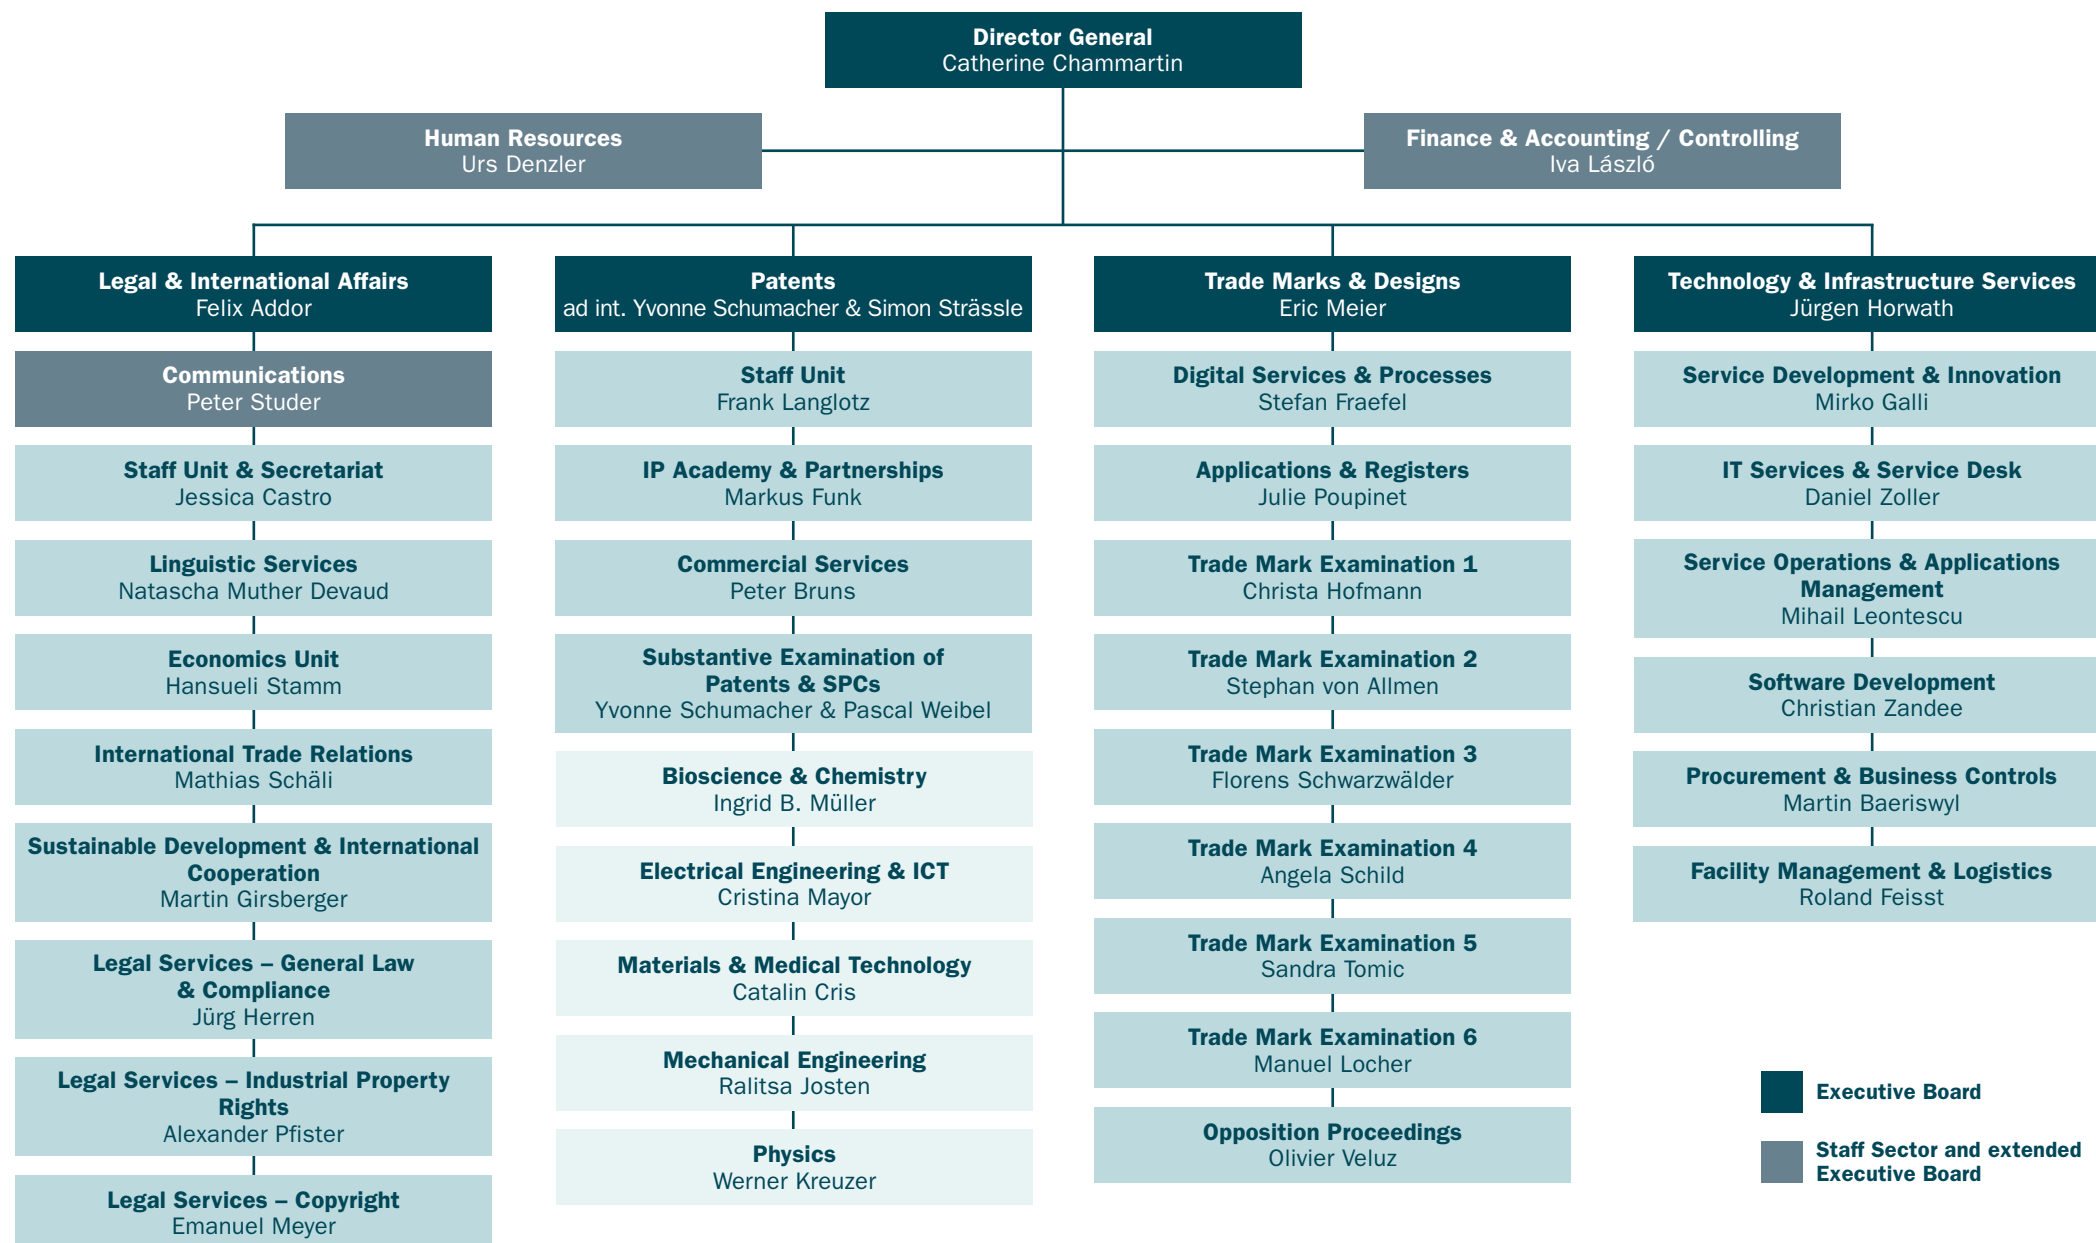 Director General
Catherine Chammartin
Human Resources
Urs Denzler
Finance & Accounting / Controlling
Iva László
Legal & International Affairs
Felix Addor
Communications
Peter Studer
Staff Unit & Secretariat
Jessica Castro
Linguistic Services
Natascha Muther Devaud
Economics Unit
Hansueli Stamm
International Trade Relations
Mathias Schäli
Sustainable Development & International
Cooperation
Martin Girsberger
Legal Services – General Law
& Compliance
Jürg Herren
Legal Services – Industrial Property
Rights
Alexander Pfister
Legal Services – Copyright
Emanuel Meyer
Patents
ad int. Yvonne Schumacher & Simon Strässle
Staff Unit
Frank Langlotz
IP Academy & Partnerships
Markus Funk
Commercial Services
Peter Bruns
Substantive Examination of
Patents & SPCs
Yvonne Schumacher & Pascal Weibel
Bioscience & Chemistry
Ingrid B. Müller
Electrical Engineering & ICT
Cristina Mayor
Materials & Medical Technology
Catalin Cris
Mechanical Engineering
Ralitsa Josten
Physics
Werner Kreuzer
Trade Marks & Designs
Eric Meier
Digital Services & Processes
Stefan Fraefel
Applications & Registers
Julie Poupinet
Trade Mark Examination 1
Christa Hofmann
Trade Mark Examination 2
Stephan von Allmen
Trade Mark Examination 3
Florens Schwarzwälder
Trade Mark Examination 4
Angela Schild
Trade Mark Examination 5
Sandra Tomic
Trade Mark Examination 6
Manuel Locher
Opposition Proceedings
Olivier Veluz
Technology & Infrastructure Services
Jürgen Horwath
Service Development & Innovation
Mirko Galli
IT Services & Service Desk
Daniel Zoller
Service Operations & Applications
Management
Mihail Leontescu
Software Development
Christian Zandee
Procurement & Business Controls
Martin Baeriswyl
Facility Management & Logistics
Roland Feisst
Executive Board
Staff Sector and extended
Executive Board